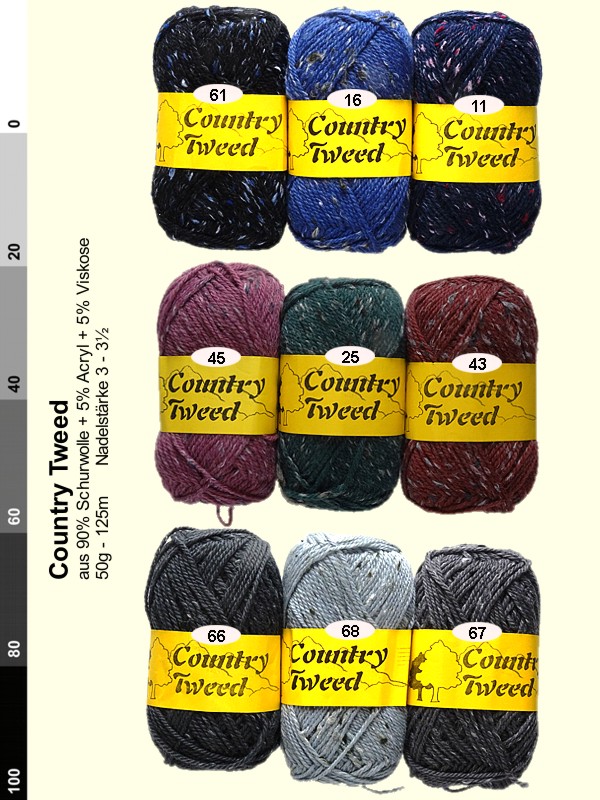 0
20
40
60
80
100
Country Tweed
aus 90% Schurwolle + 5% Acryl + 5% Viskose
50g - 125m Nadelstärke 3 - 3½
61
Country
Tweed
16
Country
Tweed
11
Country
Tweed
45
Country
Tweed
25
Country
Tweed
43
Country
Tweed
66
Country
Tweed
68
Country
Tweed
67
Country
Tweed